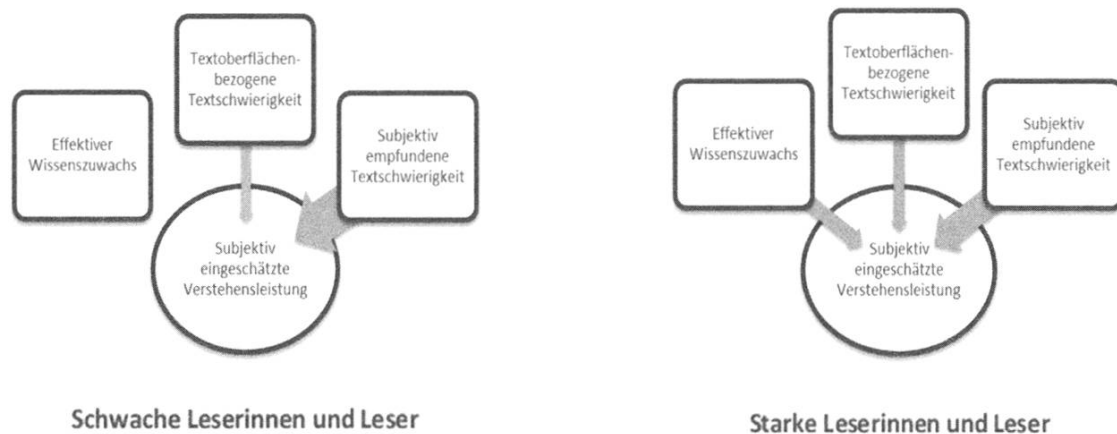 Textoberflächen-
bezogene
Textschwierigkeit
Effektiver
Wissenszuwachs
Subjektiv
empfundene
Textschwierigkeit
Subjektiv
eingeschätzte
Verstehensleistung
Schwache Leserinnen und Leser
Textoberflächen-
bezogene
Textschwierigkeit
Effektiver
Wissenszuwachs
Subjektiv
empfundene
Textschwierigkeit
Subjektiv
eingeschätzte
Verstehensleistung
Starke Leserinnen und Leser